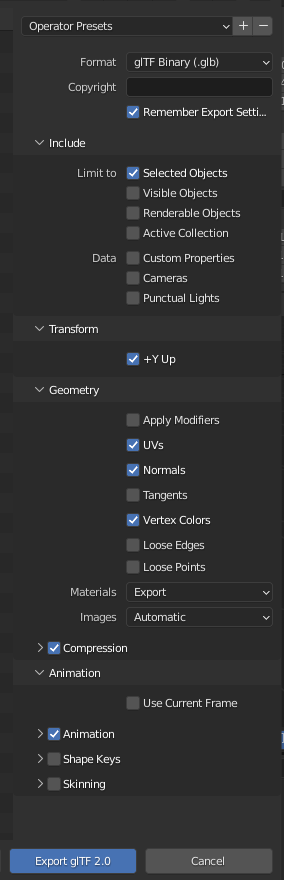 Operator Presets
Format glTF Binary (.glb)
Copyright
Remember Export Setti...
Include
Limit to Selected Objects
Visible Objects
Renderable Objects
Active Collection
Data Custom Properties
Cameras
Punctual Lights
Transform
+Y Up
Geometry
Apply Modifiers
UVs
Normals
Tangents
Vertex Colors
Loose Edges
Loose Points
Materials Export
Images Automatic
Compression
Animation
Use Current Frame
Animation
Shape Keys
Skinning
Export glTF 2.0 Cancel